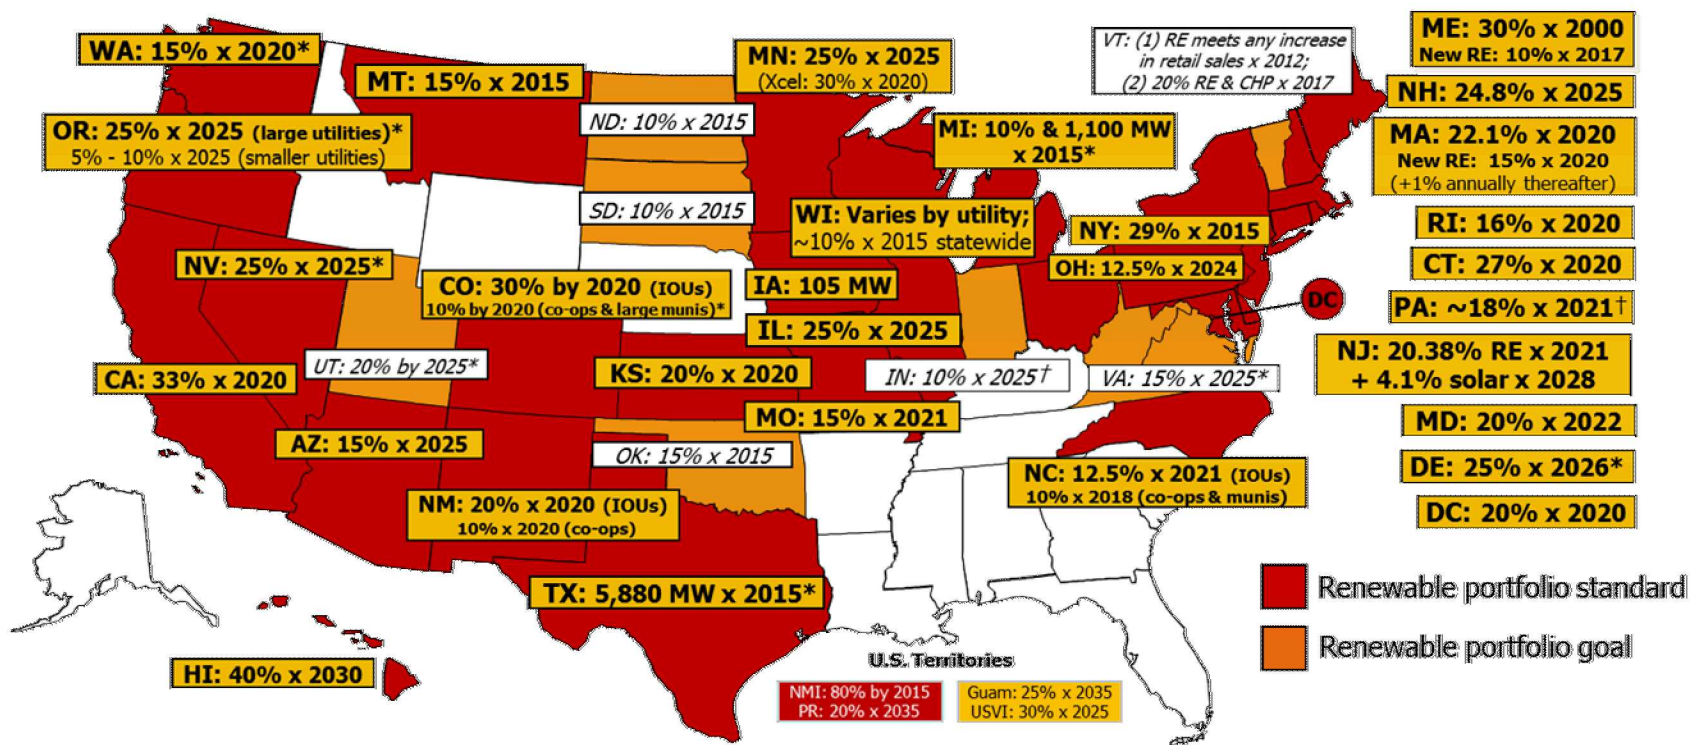 WA: 15% x 2020*
MT: 15% x 2015
MN: 25% x 2025
(Xcel: 30% x 2020)
VT: (1) RE meets any increase
in retail sales x 2012;
(2) 20% RE & CHP x 2017
ME: 30% x 2000
New RE: 10% x 2017
NH: 24.8% x 2025
OR: 25% x 2025 (large utilities)*
5% - 10% x 2025 (smaller utilities)
ND: 10% x 2015
MI: 10% & 1,100 MW
x 2015*
MA: 22.1% x 2020
New RE: 15% x 2020
(+1% annually thereafter)
SD: 10% x 2015
WI: Varies by utility;
~10% x 2015 statewide
NY: 29% x 2015
RI: 16% x 2020
NV: 25% x 2025*
CO: 30% by 2020 (IOUs)
10% by 2020 (co-ops & large munis)*
IA: 105 MW
OH: 12.5% x 2024
CT: 27% x 2020
DC
PA: ~18% x 2021†
IL: 25% x 2025
NJ: 20.38% RE x 2021
+ 4.1% solar x 2028
CA: 33% x 2020
UT: 20% by 2025*
KS: 20% x 2020
IN: 10% x 2025†
VA: 15% x 2025*
MO: 15% x 2021
MD: 20% x 2022
AZ: 15% x 2025
OK: 15% x 2015
NC: 12.5% x 2021 (IOUs)
10% x 2018 (co-ops & munis)
DE: 25% x 2026*
NM: 20% x 2020 (IOUs)
10% x 2020 (co-ops)
DC: 20% x 2020
TX: 5,880 MW x 2015*
Renewable portfolio standard
Renewable portfolio goal
HI: 40% x 2030
U.S. Territories
NMI: 80% by 2015
PR: 20% x 2035
Guam: 25% x 2035
USVI: 30% x 2025